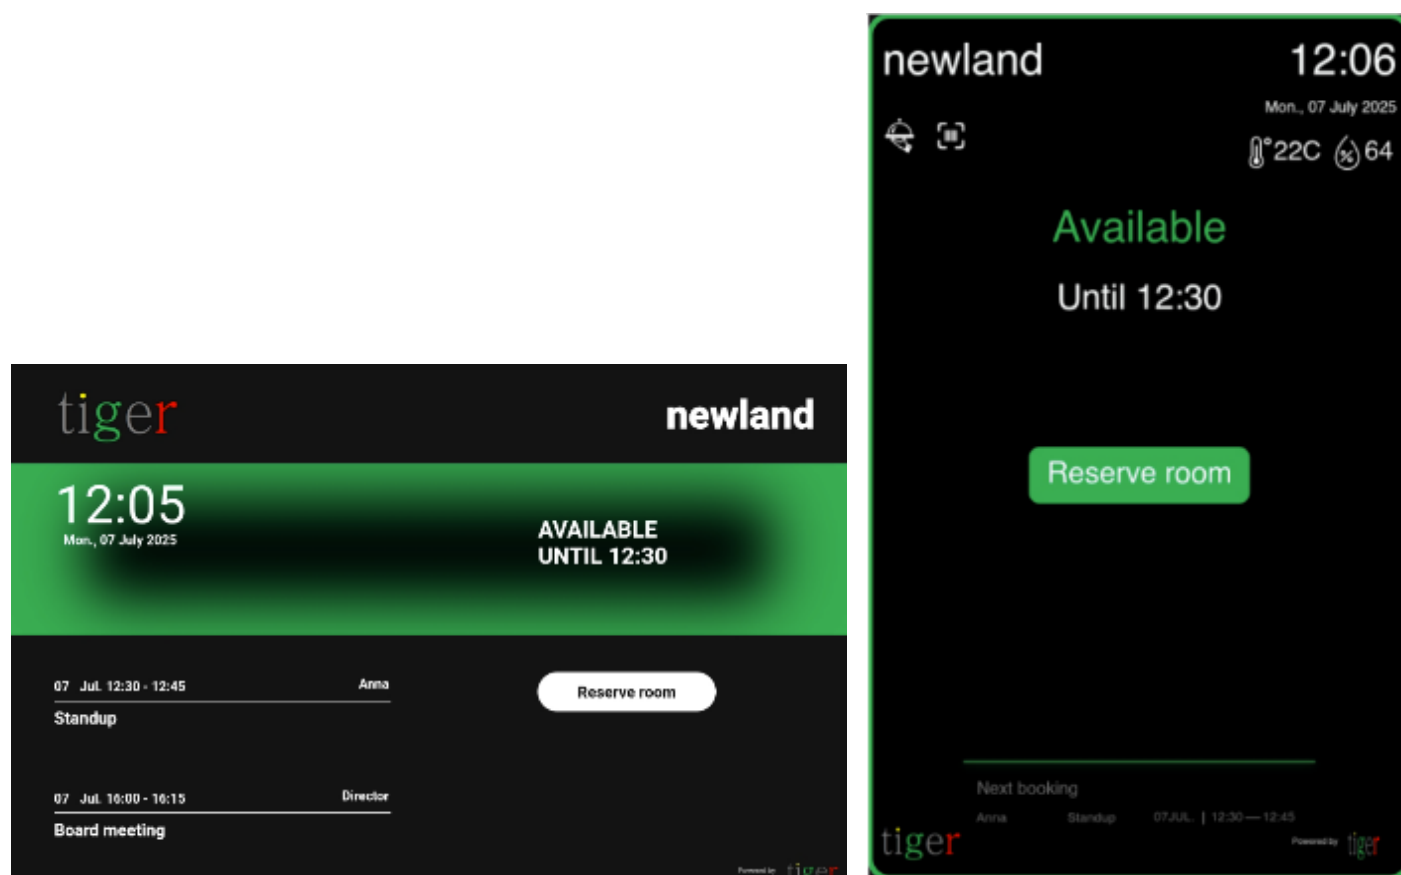 tiger
newland
12:05
Mon., 07 July 2025
AVAILABLE
UNTIL 12:30
07 Jul. 12:30 - 12:45 Anna
Standup
Reserve room
07 Jul. 16:00 - 16:15 Director
Board meeting
Powered by tiger
newland
12:06
Mon., 07 July 2025
°22C % 64
Available
Until 12:30
Reserve room
Next booking
Anna Standup 07JUL. | 12:30 — 12:45
tiger
Powered by tiger